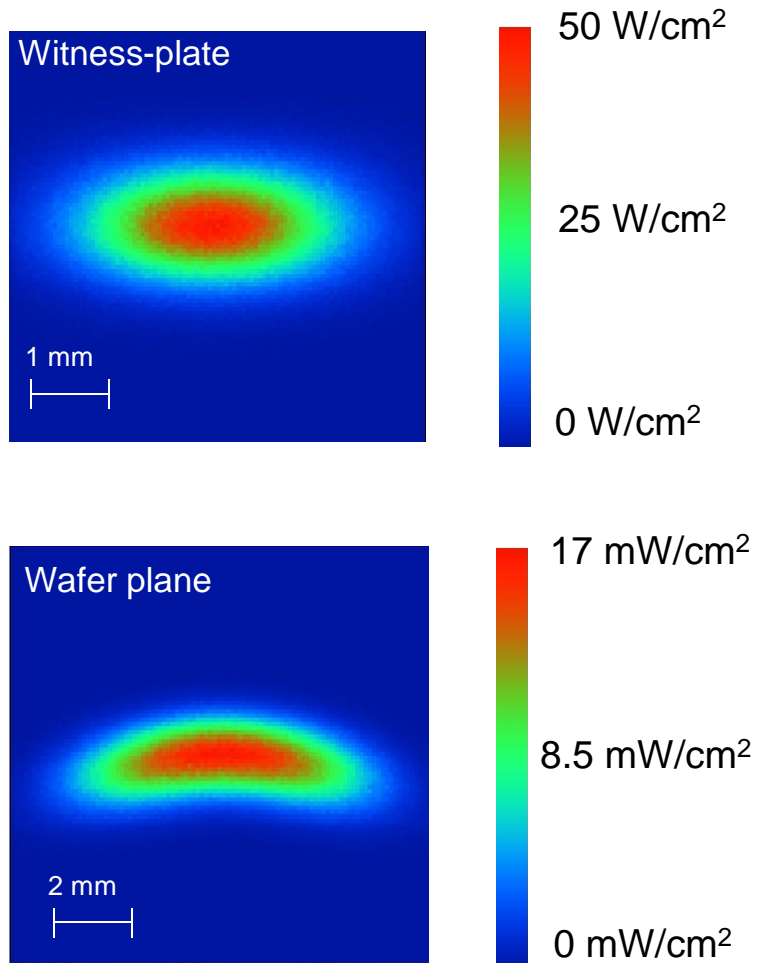 Witness-plate
1 mm
50 W/cm²
25 W/cm²
0 W/cm²
Wafer plane
2 mm
17 mW/cm²
8.5 mW/cm²
0 mW/cm²